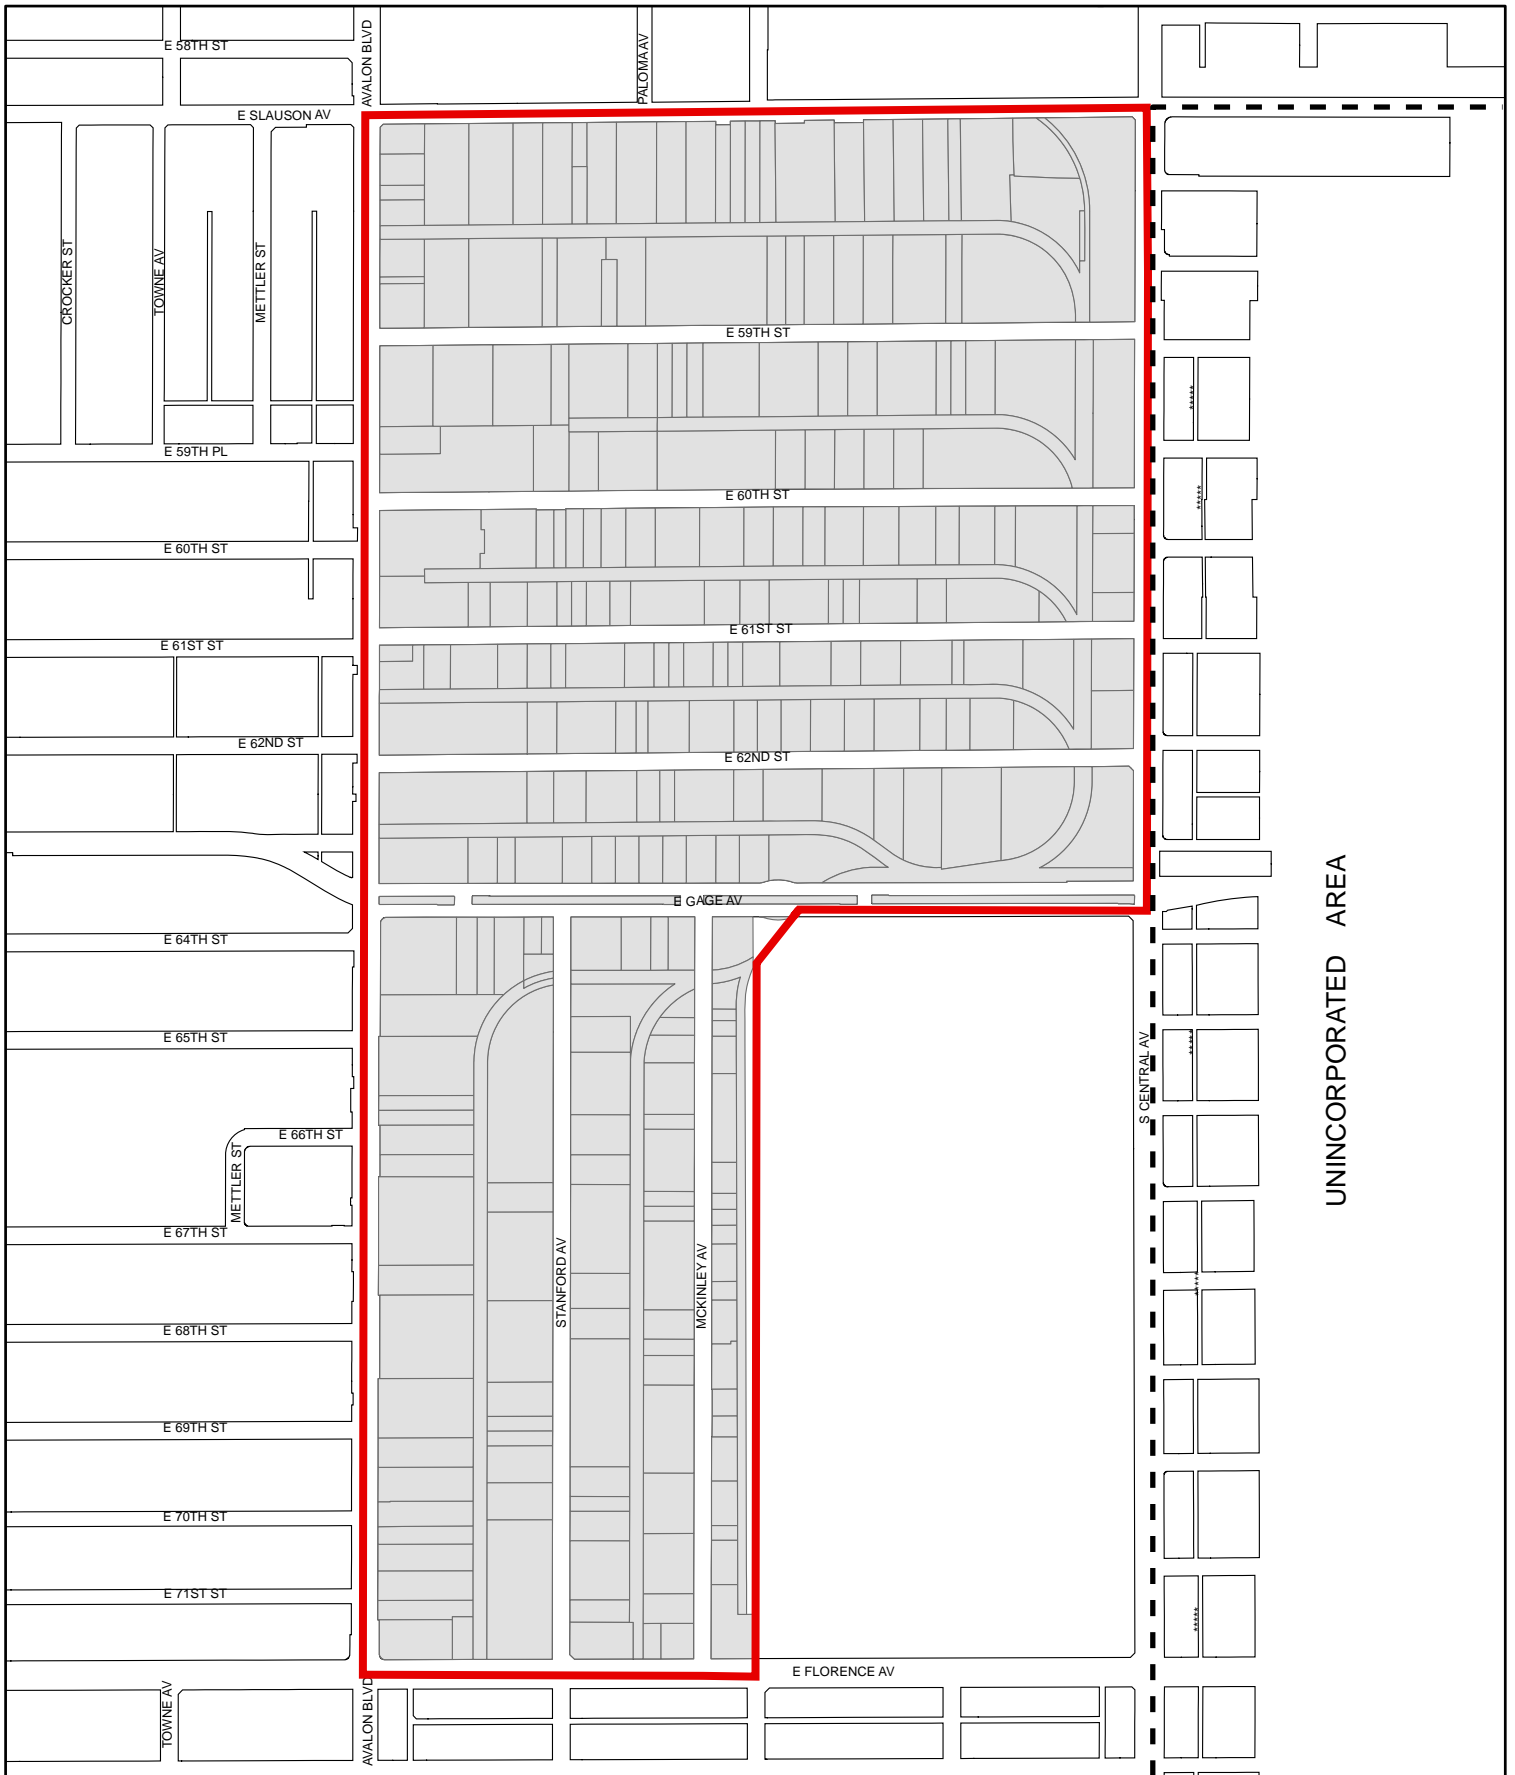 E 58TH ST
AVALON BLVD
PALOMA AV
E SLAUSON AV
CROCKER ST
TOWNE AV
METTLER ST
E 59TH ST
E 59TH PL
E 60TH ST
E 60TH ST
E 61ST ST
E 61ST ST
E 62ND ST
E 62ND ST
E GAGE AV
E 64TH ST
UNINCORPORATED AREA
E 65TH ST
S CENTRAL AV
E 66TH ST
METTLER ST
E 67TH ST
STANFORD AV
MCKINLEY AV
E 68TH ST
E 69TH ST
E 70TH ST
E 71ST ST
E FLORENCE AV
TOWNE AV
AVALON BLVD